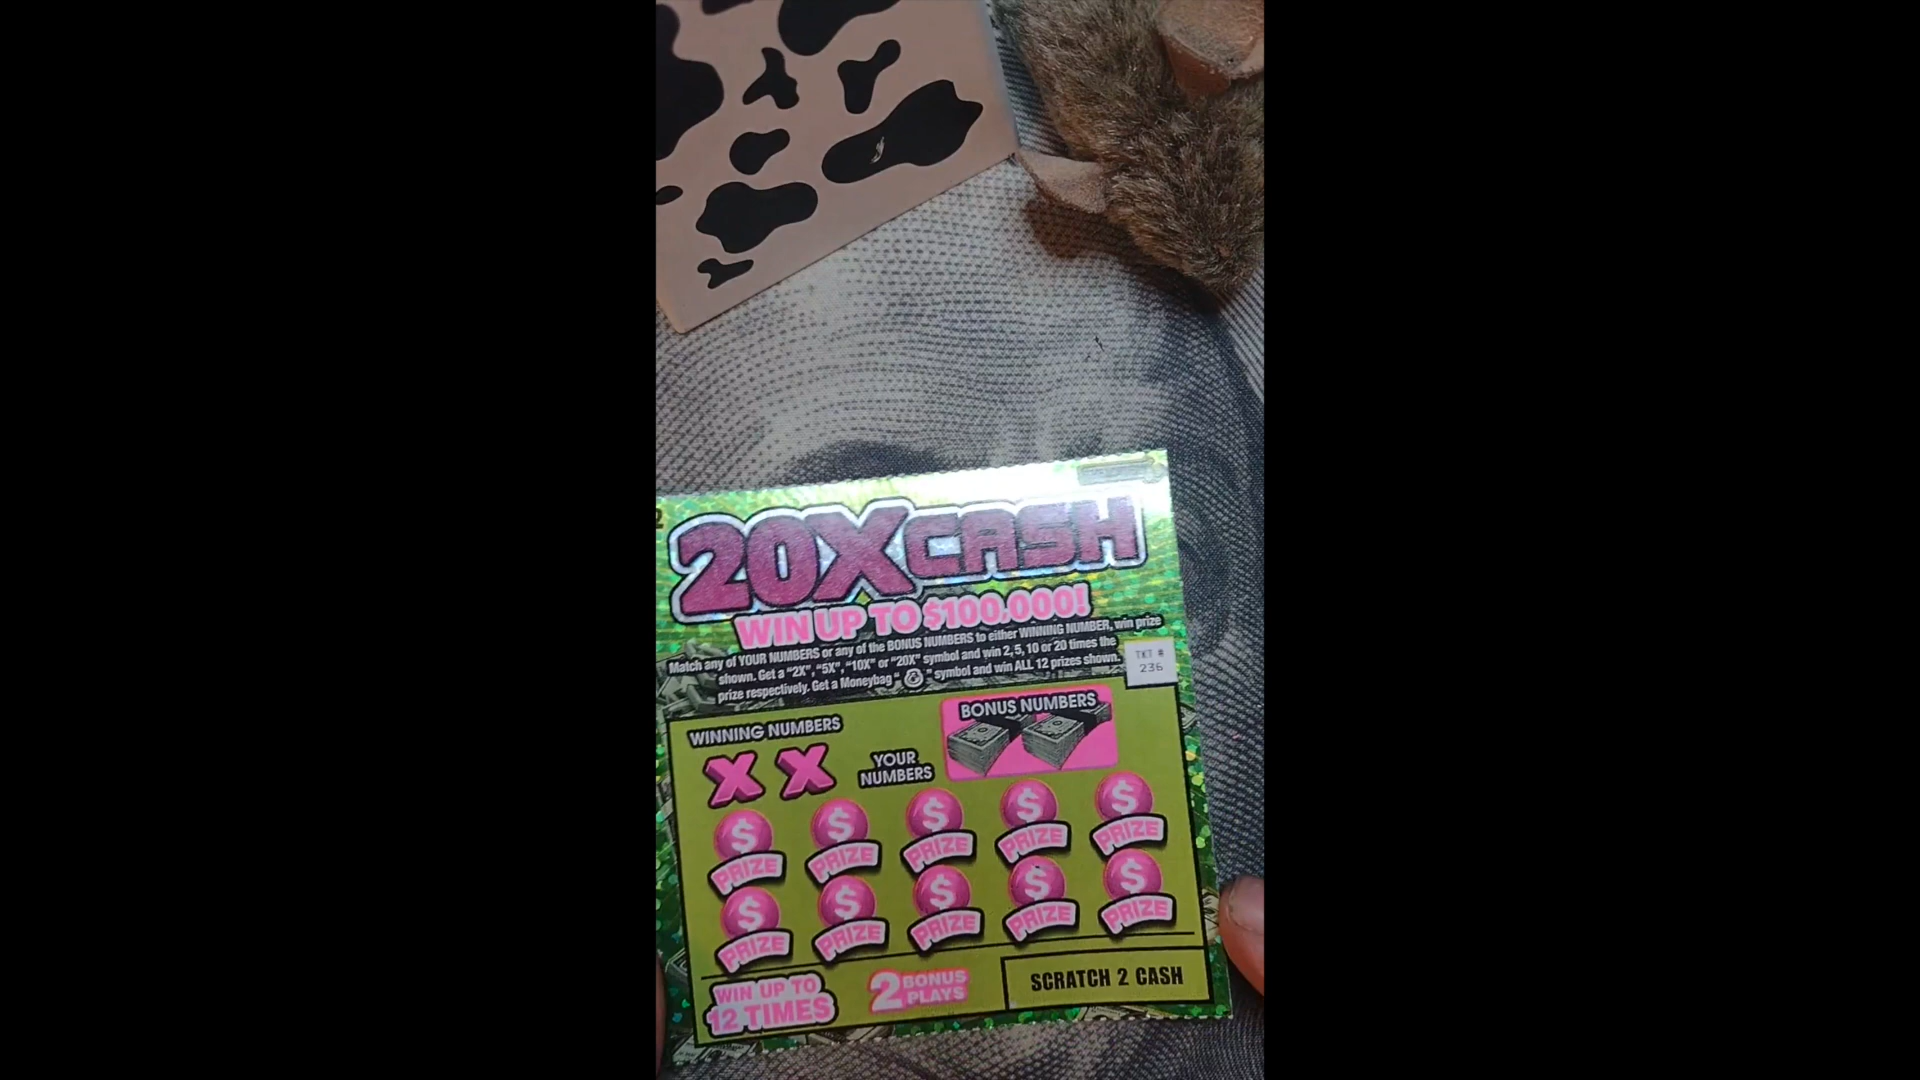 20X CASH
WIN UP TO $100,000!
Match any of YOUR NUMBERS or any of the BONUS NUMBERS to either WINNING NUMBER, win prize
shown. Get a "2X", "5X", "10X" or "20X" symbol and win 2, 5, 10 or 20 times the
prize respectively. Get a Moneybag " " symbol and win ALL 12 prizes shown.
TKT #
236
WINNING NUMBERS
X X
YOUR
NUMBERS
BONUS NUMBERS
$ $ $ $ $
PRIZE PRIZE PRIZE PRIZE PRIZE
$ $ $ $ $
PRIZE PRIZE PRIZE PRIZE PRIZE
WIN UP TO
12 TIMES
2 BONUS
PLAYS
SCRATCH 2 CASH